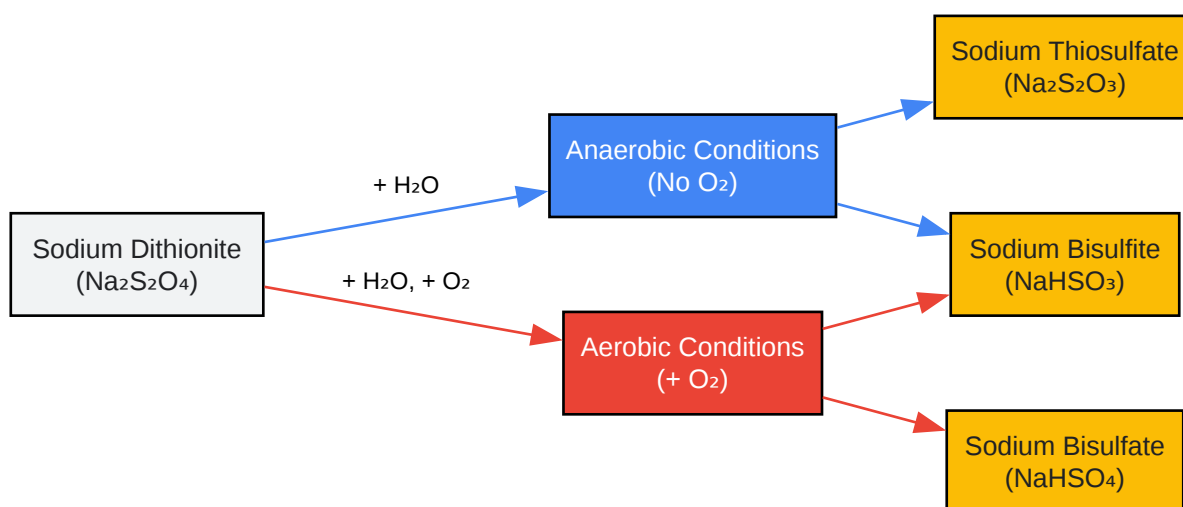 Sodium Thiosulfate
(Na₂S₂O₃)
Anaerobic Conditions
(No O₂)
+ H₂O
Sodium Dithionite
(Na₂S₂O₄)
Sodium Bisulfite
(NaHSO₃)
+ H₂O, + O₂
Aerobic Conditions
(+ O₂)
Sodium Bisulfate
(NaHSO₄)